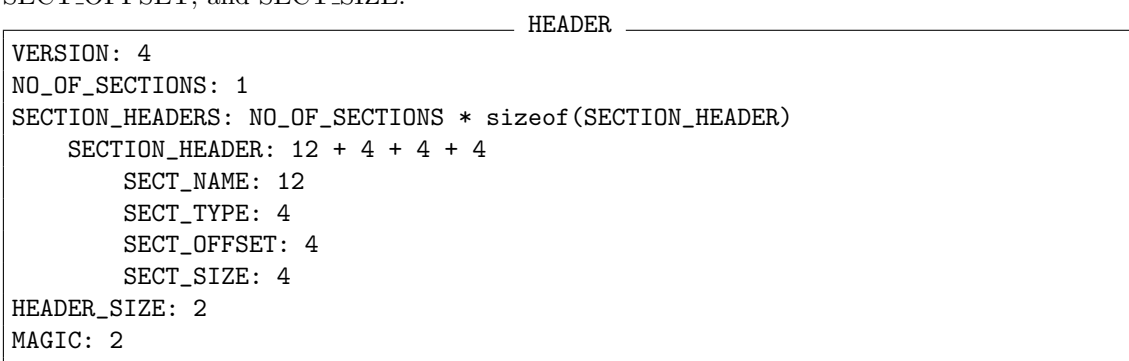 SECT_OFFSET, and SECT_SIZE.
HEADER
VERSION: 4
NO_OF_SECTIONS: 1
SECTION_HEADERS: NO_OF_SECTIONS * sizeof(SECTION_HEADER)
SECTION_HEADER: 12 + 4 + 4 + 4
SECT_NAME: 12
SECT_TYPE: 4
SECT_OFFSET: 4
SECT_SIZE: 4
HEADER_SIZE: 2
MAGIC: 2